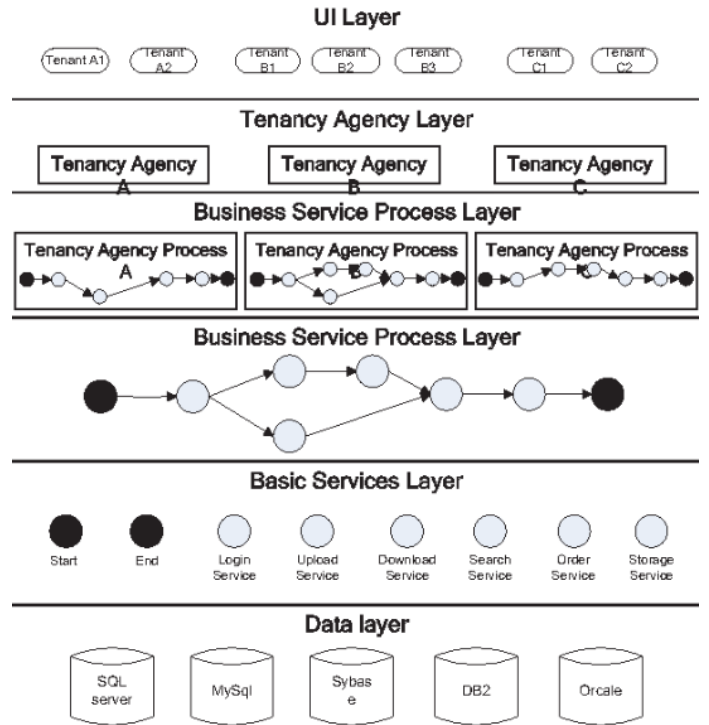 UI Layer
Tenant A1
Tenant
A2
Tenant
B1
Tenant
B2
Tenant
B3
Tenant
C1
Tenant
C2
Tenancy Agency Layer
Tenancy Agency
A
Tenancy Agency
B
Tenancy Agency
C
Business Service Process Layer
Tenancy Agency Process
A
Tenancy Agency Process
B
Tenancy Agency Process
C
Business Service Process Layer
Basic Services Layer
Start
End
Login
Service
Upload
Service
Download
Service
Search
Service
Order
Service
Storage
Service
Data layer
SQL
server
MySql
Sybas
e
DB2
Orcale